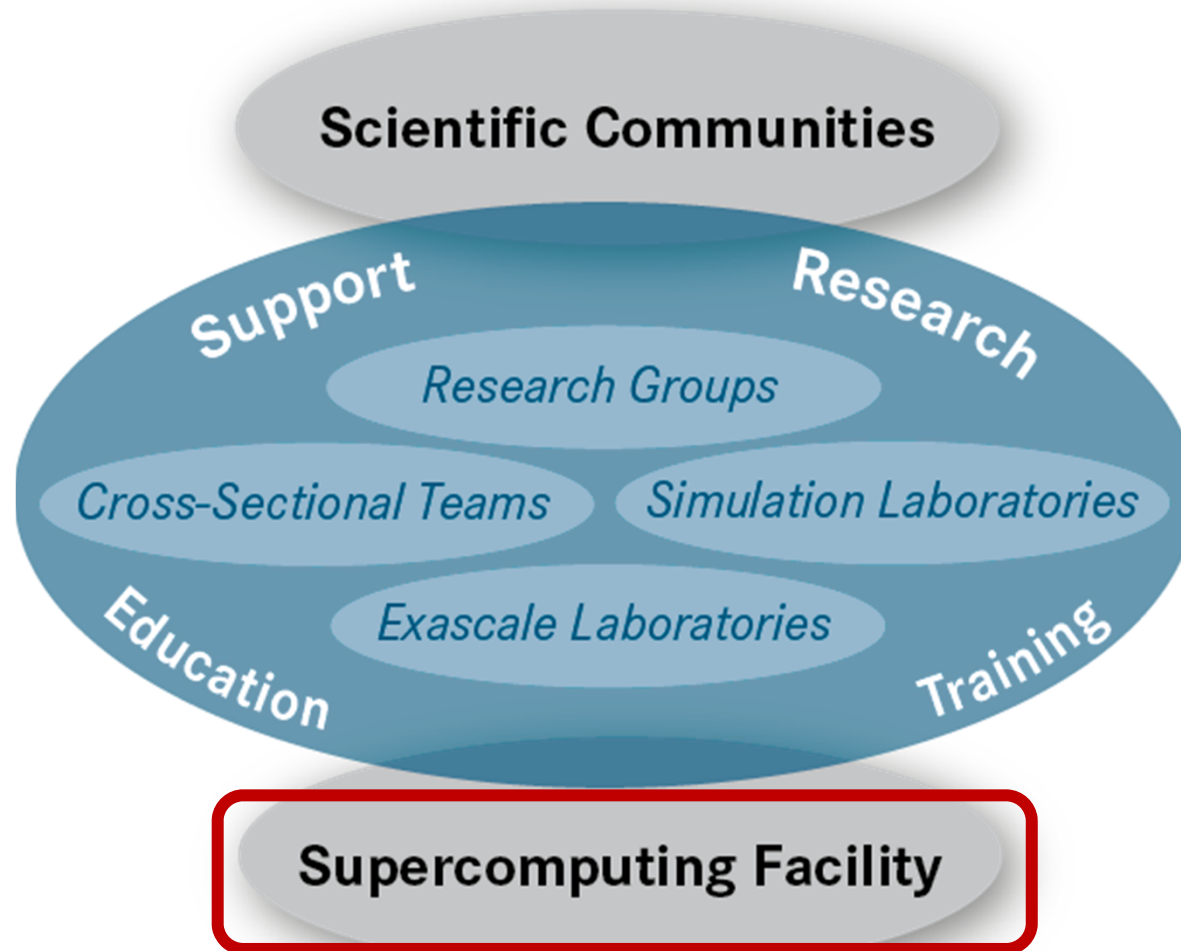 Scientific Communities
Support
Research
Research Groups
Cross-Sectional Teams
Simulation Laboratories
Exascale Laboratories
Education
Training
Supercomputing Facility